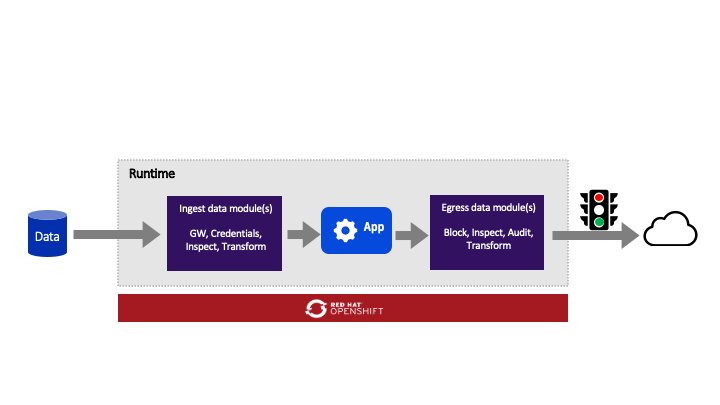 Runtime
Data
Ingest data module(s)
GW, Credentials,
Inspect, Transform
App
Egress data module(s)
Block, Inspect, Audit,
Transform
RED HAT
OPENSHIFT